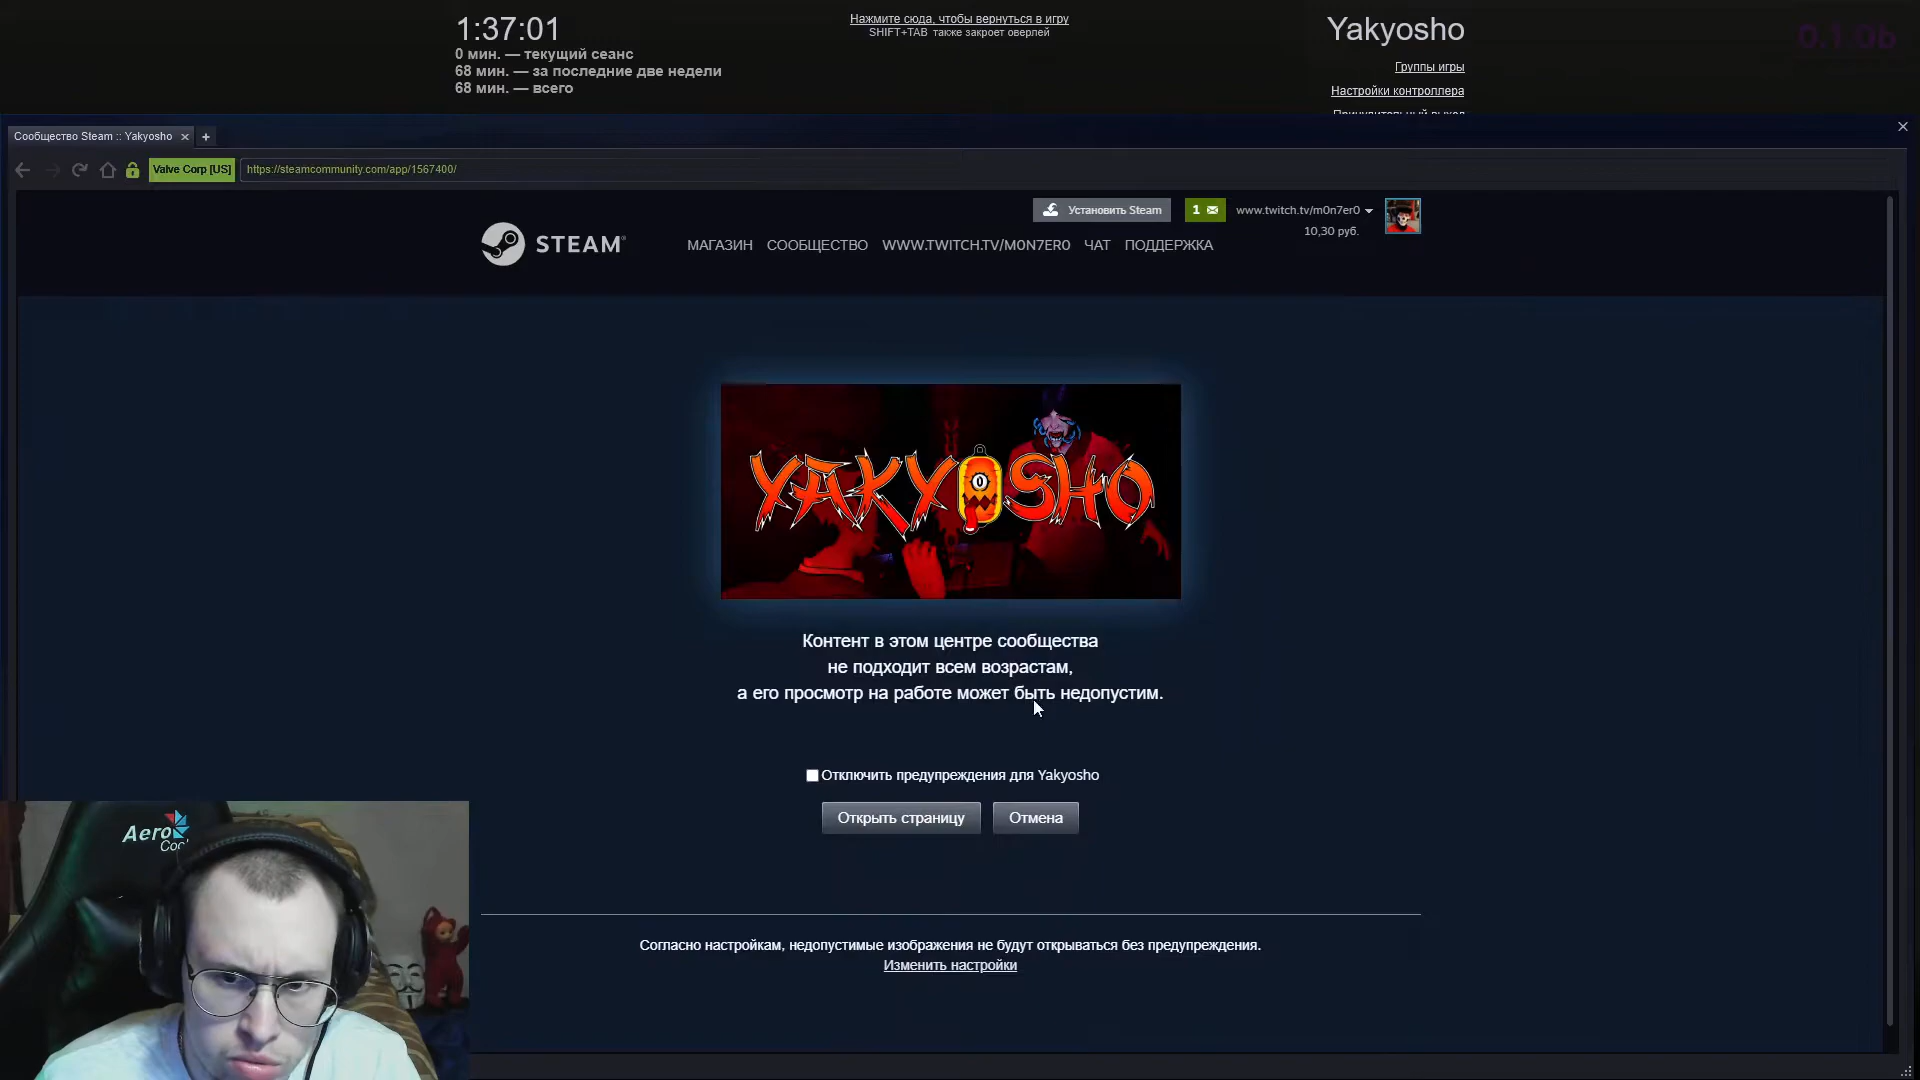 1:37:01
0 мин. — текущий сеанс
68 мин. — за последние две недели
68 мин. — всего
Нажмите сюда, чтобы вернуться в игру
SHIFT+TAB также закроет оверлей
Yakyosho
Группы игры
Настройки контроллера
Принудительный выход
0.1.0b
Сообщество Steam :: Yakyosho
Valve Corp [US]
https://steamcommunity.com/app/1567400/
Установить Steam
1
www.twitch.tv/m0n7er0
10,30 руб.
STEAM
МАГАЗИН СООБЩЕСТВО WWW.TWITCH.TV/M0N7ER0 ЧАТ ПОДДЕРЖКА
YAKYOSHO
Контент в этом центре сообщества
не подходит всем возрастам,
а его просмотр на работе может быть недопустим.
Отключить предупреждения для Yakyosho
Открыть страницу
Отмена
Согласно настройкам, недопустимые изображения не будут открываться без предупреждения.
Изменить настройки
Aero